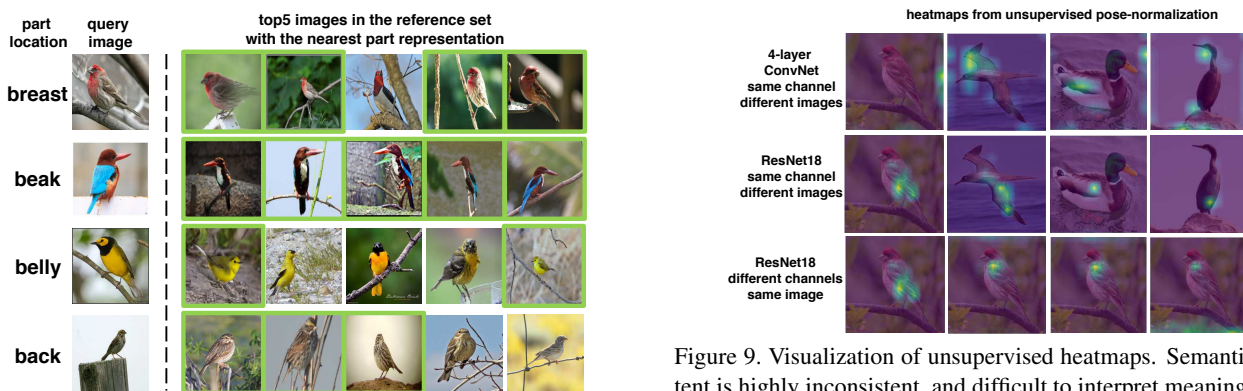 part
location
query
image
top5 images in the reference set
with the nearest part representation
breast
beak
belly
back
heatmaps from unsupervised pose-normalization
4-layer
ConvNet
same channel
different images
ResNet18
same channel
different images
ResNet18
different channels
same image
Figure 9. Visualization of unsupervised heatmaps. Semanti
tent is highly inconsistent, and difficult to interpret meaning